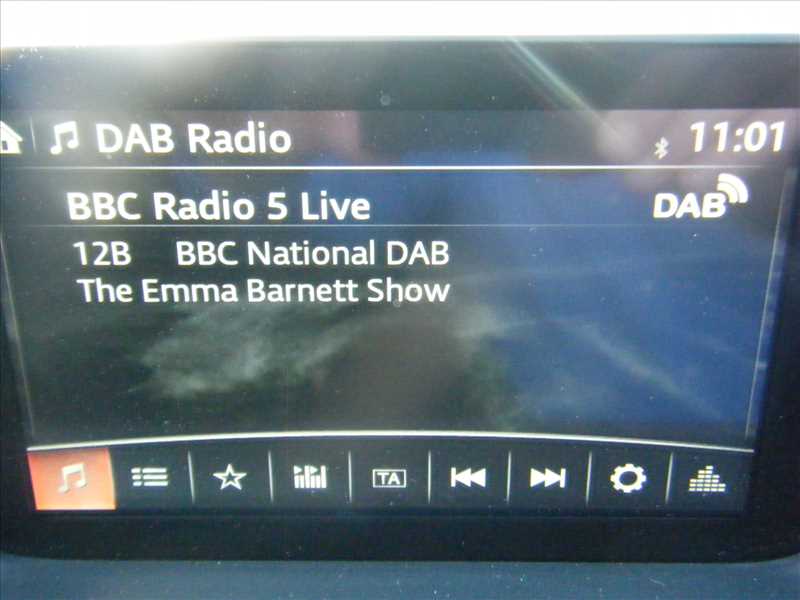 DAB Radio 11:01
BBC Radio 5 Live DAB
12B BBC National DAB
The Emma Barnett Show
TA